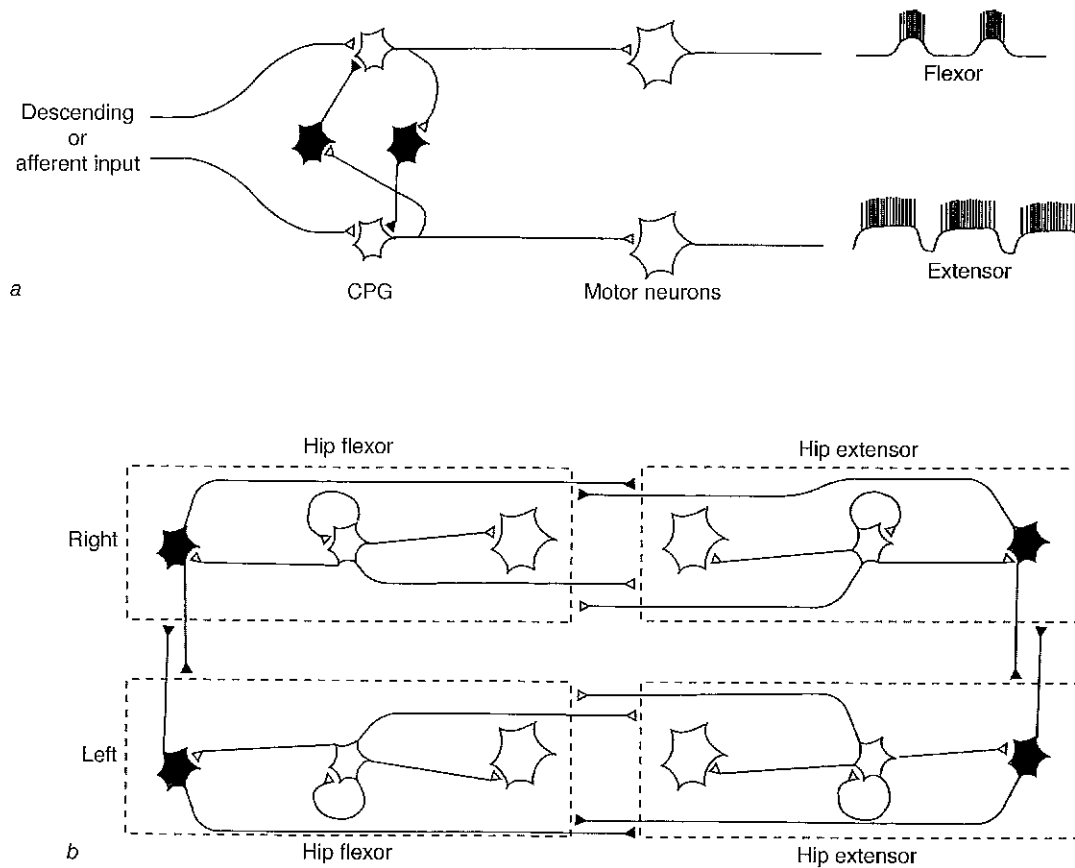 Descending
or
afferent input
Flexor
Extensor
a
CPG
Motor neurons
Hip flexor
Hip extensor
Right
Left
b
Hip flexor
Hip extensor